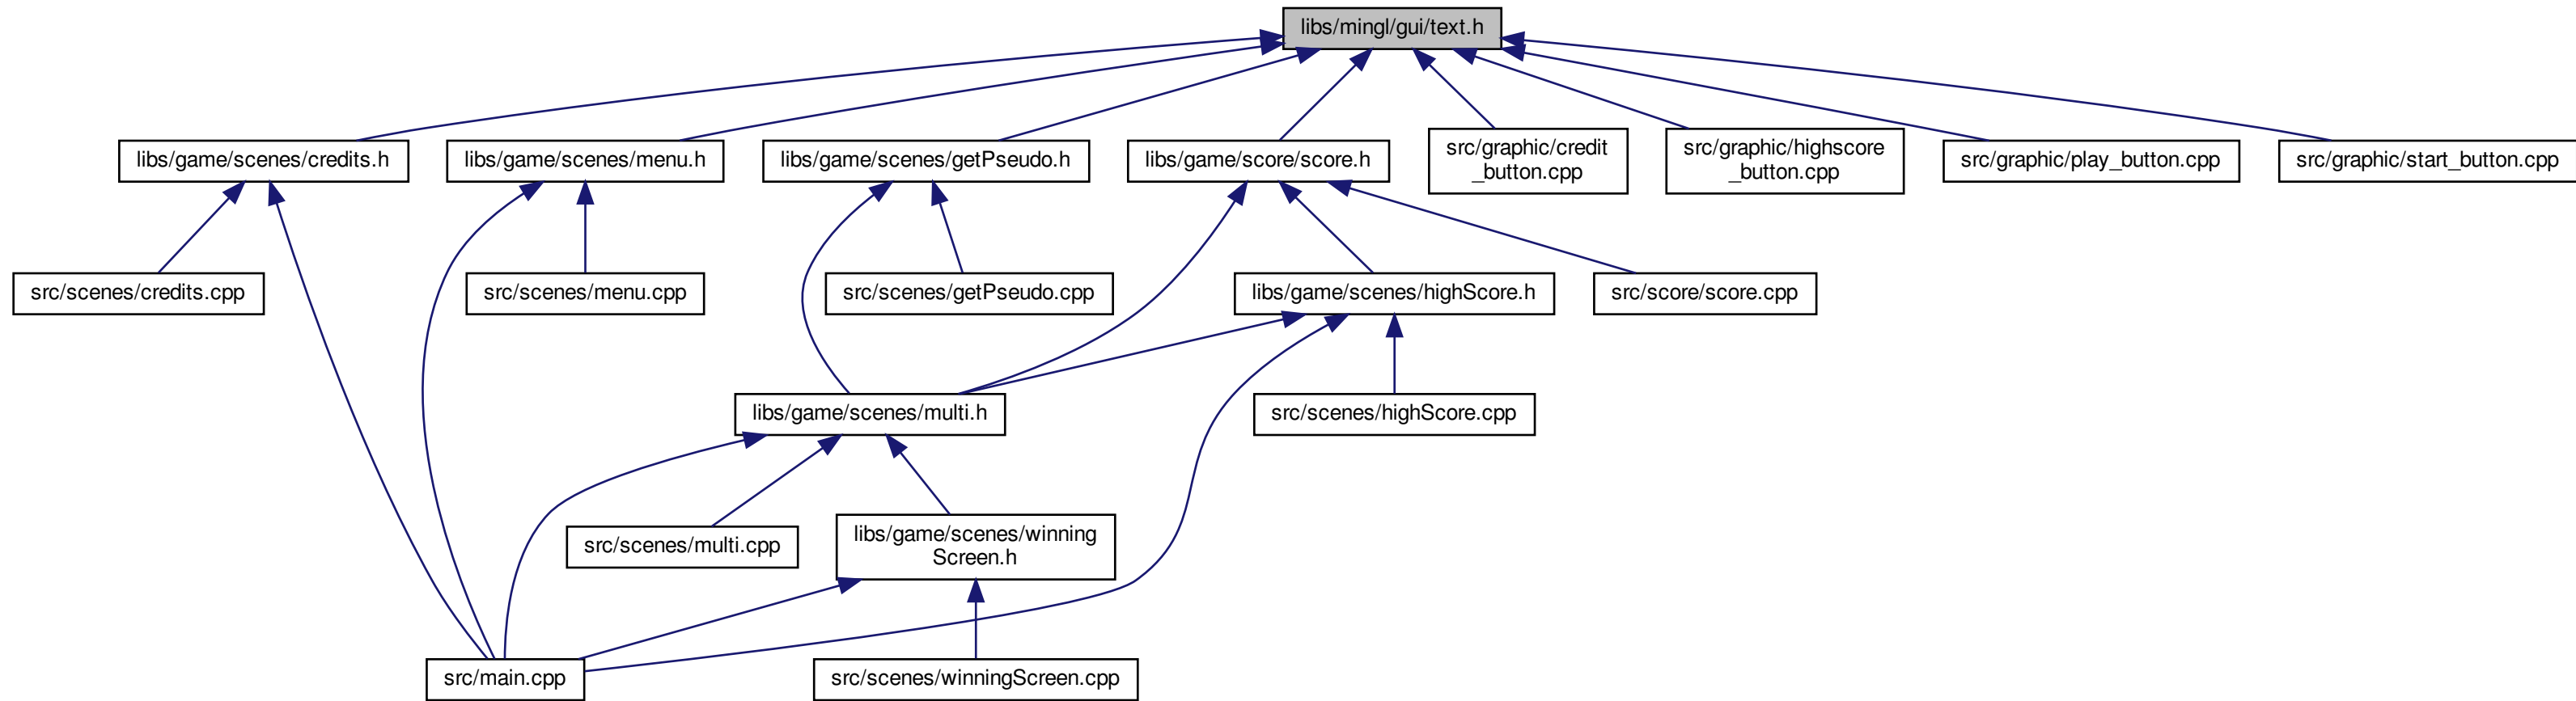 libs/mingl/gui/text.h
libs/game/scenes/credits.h
libs/game/scenes/menu.h
libs/game/scenes/getPseudo.h
libs/game/score/score.h
src/graphic/credit
_button.cpp
src/graphic/highscore
_button.cpp
src/graphic/play_button.cpp
src/graphic/start_button.cpp
src/scenes/credits.cpp
src/scenes/menu.cpp
src/scenes/getPseudo.cpp
libs/game/scenes/highScore.h
src/score/score.cpp
libs/game/scenes/multi.h
src/scenes/highScore.cpp
src/scenes/multi.cpp
libs/game/scenes/winning
Screen.h
src/main.cpp
src/scenes/winningScreen.cpp